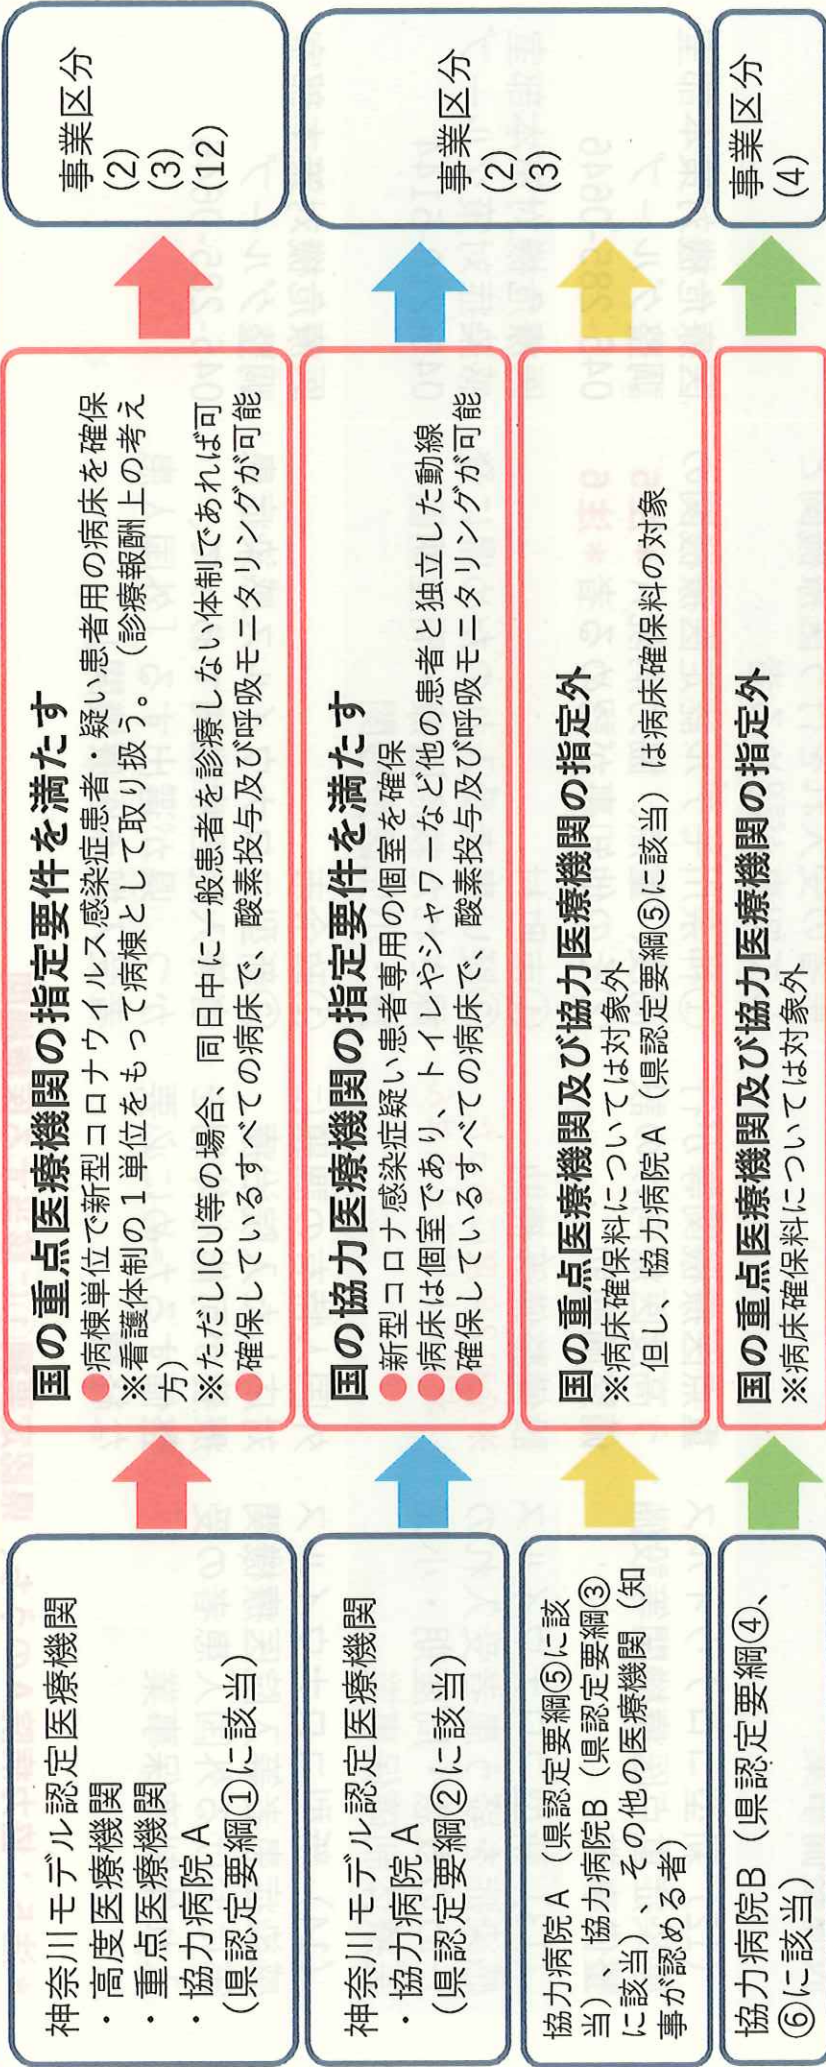 神奈川モデル認定医療機関
・高度医療機関
・重点医療機関
・協力病院A
（県認定要綱①に該当）
国の重点医療機関の指定要件を満たす
●病棟単位で新型コロナウイルス感染症患者・疑い患者用の病床を確保
※看護体制の１単位をもって病棟として取り扱う。（診療報酬上の考え
方）
※ただしICU等の場合、同日中に一般患者を診療しない体制であれば可
●確保しているすべての病床で、酸素投与及び呼吸モニタリングが可能
事業区分
(2)
(3)
(12)
神奈川モデル認定医療機関
・協力病院A
（県認定要綱②に該当）
国の協力医療機関の指定要件を満たす
●新型コロナ感染症疑い患者専用の個室を確保
●病床は個室であり、トイレやシャワーなど他の患者と独立した動線
●確保しているすべての病床で、酸素投与及び呼吸モニタリングが可能
事業区分
(2)
(3)
協力病院A（県認定要綱⑤に該
当）、協力病院B（県認定要綱③
に該当）、その他の医療機関（知
事が認める者）
国の重点医療機関及び協力医療機関の指定外
※病床確保料については対象外
但し、協力病院A（県認定要綱⑤に該当）は病床確保料の対象
協力病院B（県認定要綱④、
⑥に該当）
国の重点医療機関及び協力医療機関の指定外
※病床確保料については対象外
事業区分
(4)